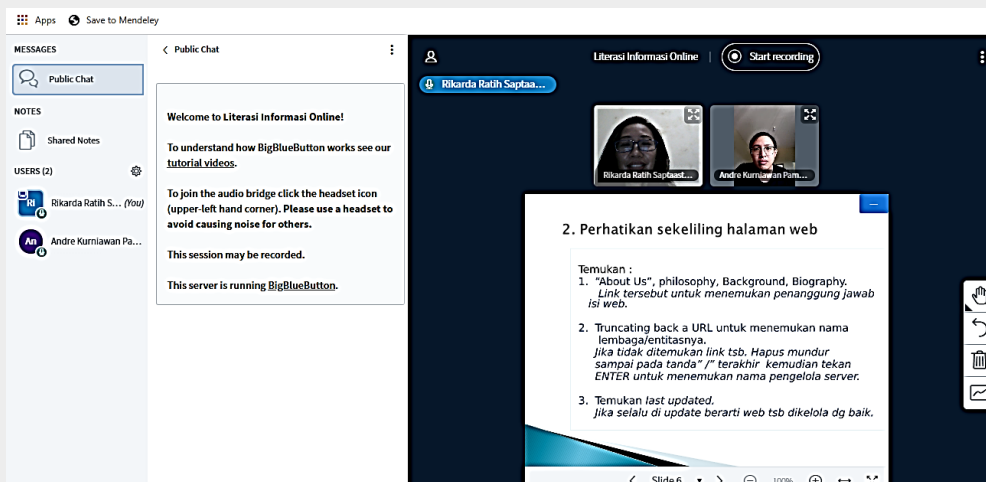 Apps Save to Mendeley
MESSAGES
Public Chat
NOTES
Shared Notes
USERS (2)
RI Rikarda Ratih S... (You)
An Andre Kurniawan Pa...
Public Chat
Welcome to Literasi Informasi Online!
To understand how BigBlueButton works see our
tutorial videos.
To join the audio bridge click the headset icon
(upper-left hand corner). Please use a headset to
avoid causing noise for others.
This session may be recorded.
This server is running BigBlueButton.
Literasi Informasi Online | Start recording
Rikarda Ratih Saptaa...
Rikarda Ratih Saptaast...
Andre Kurniawan Pam...
2. Perhatikan sekeliling halaman web
Temukan :
1. "About Us", philosophy, Background, Biography.
Link tersebut untuk menemukan penanggung jawab
isi web.
2. Truncating back a URL untuk menemukan nama
lembaga/entitasnya.
Jika tidak ditemukan link tsb. Hapus mundur
sampai pada tanda" /" terakhir kemudian tekan
ENTER untuk menemukan nama pengelola server.
3. Temukan last updated.
Jika selalu di update berarti web tsb dikelola dg baik.
Slide 6 100%